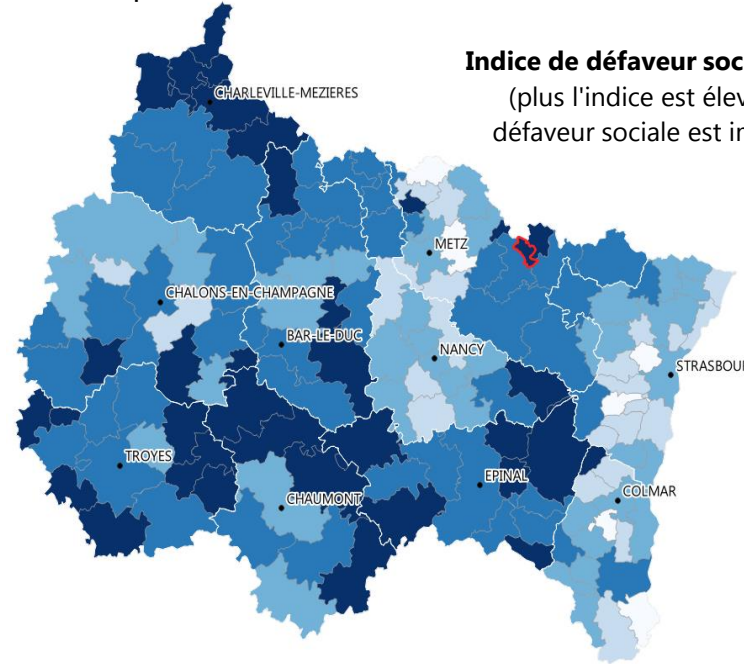 Indice de défaveur soc
(plus l'indice est élev
défaveur sociale est in
CHARLEVILLE-MEZIERES
METZ
CHALONS-EN-CHAMPAGNE
BAR-LE-DUC
NANCY
STRASBOU
TROYES
EPINAL
CHAUMONT
COLMAR